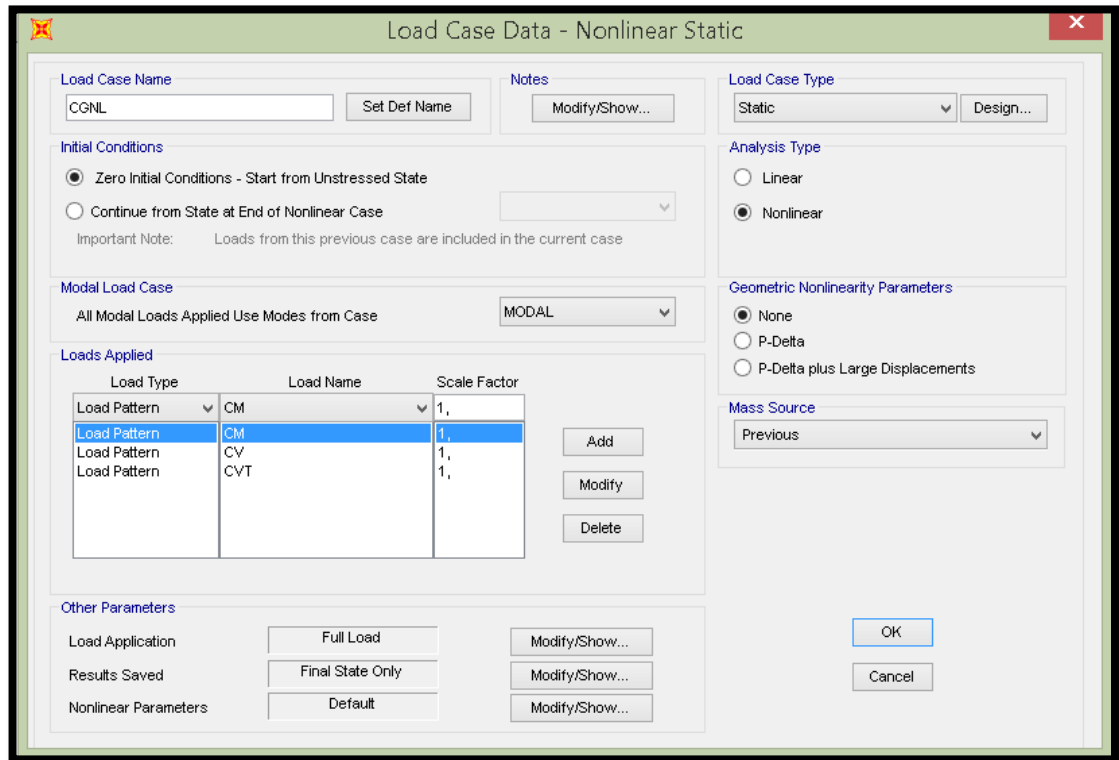 Load Case Data - Nonlinear Static
x
Load Case Name
CGNL
Set Def Name
Notes
Modify/Show...
Load Case Type
Static
Design...
Initial Conditions
Zero Initial Conditions - Start from Unstressed State
Continue from State at End of Nonlinear Case
Important Note: Loads from this previous case are included in the current case
Analysis Type
Linear
Nonlinear
Modal Load Case
All Modal Loads Applied Use Modes from Case
MODAL
Geometric Nonlinearity Parameters
None
P-Delta
P-Delta plus Large Displacements
Loads Applied
Load Type Load Name Scale Factor
Load Pattern CM 1,
Load Pattern CM 1,
Load Pattern CV 1,
Load Pattern CVT 1,
Add
Modify
Delete
Mass Source
Previous
Other Parameters
Load Application Full Load Modify/Show...
Results Saved Final State Only Modify/Show...
Nonlinear Parameters Default Modify/Show...
OK
Cancel